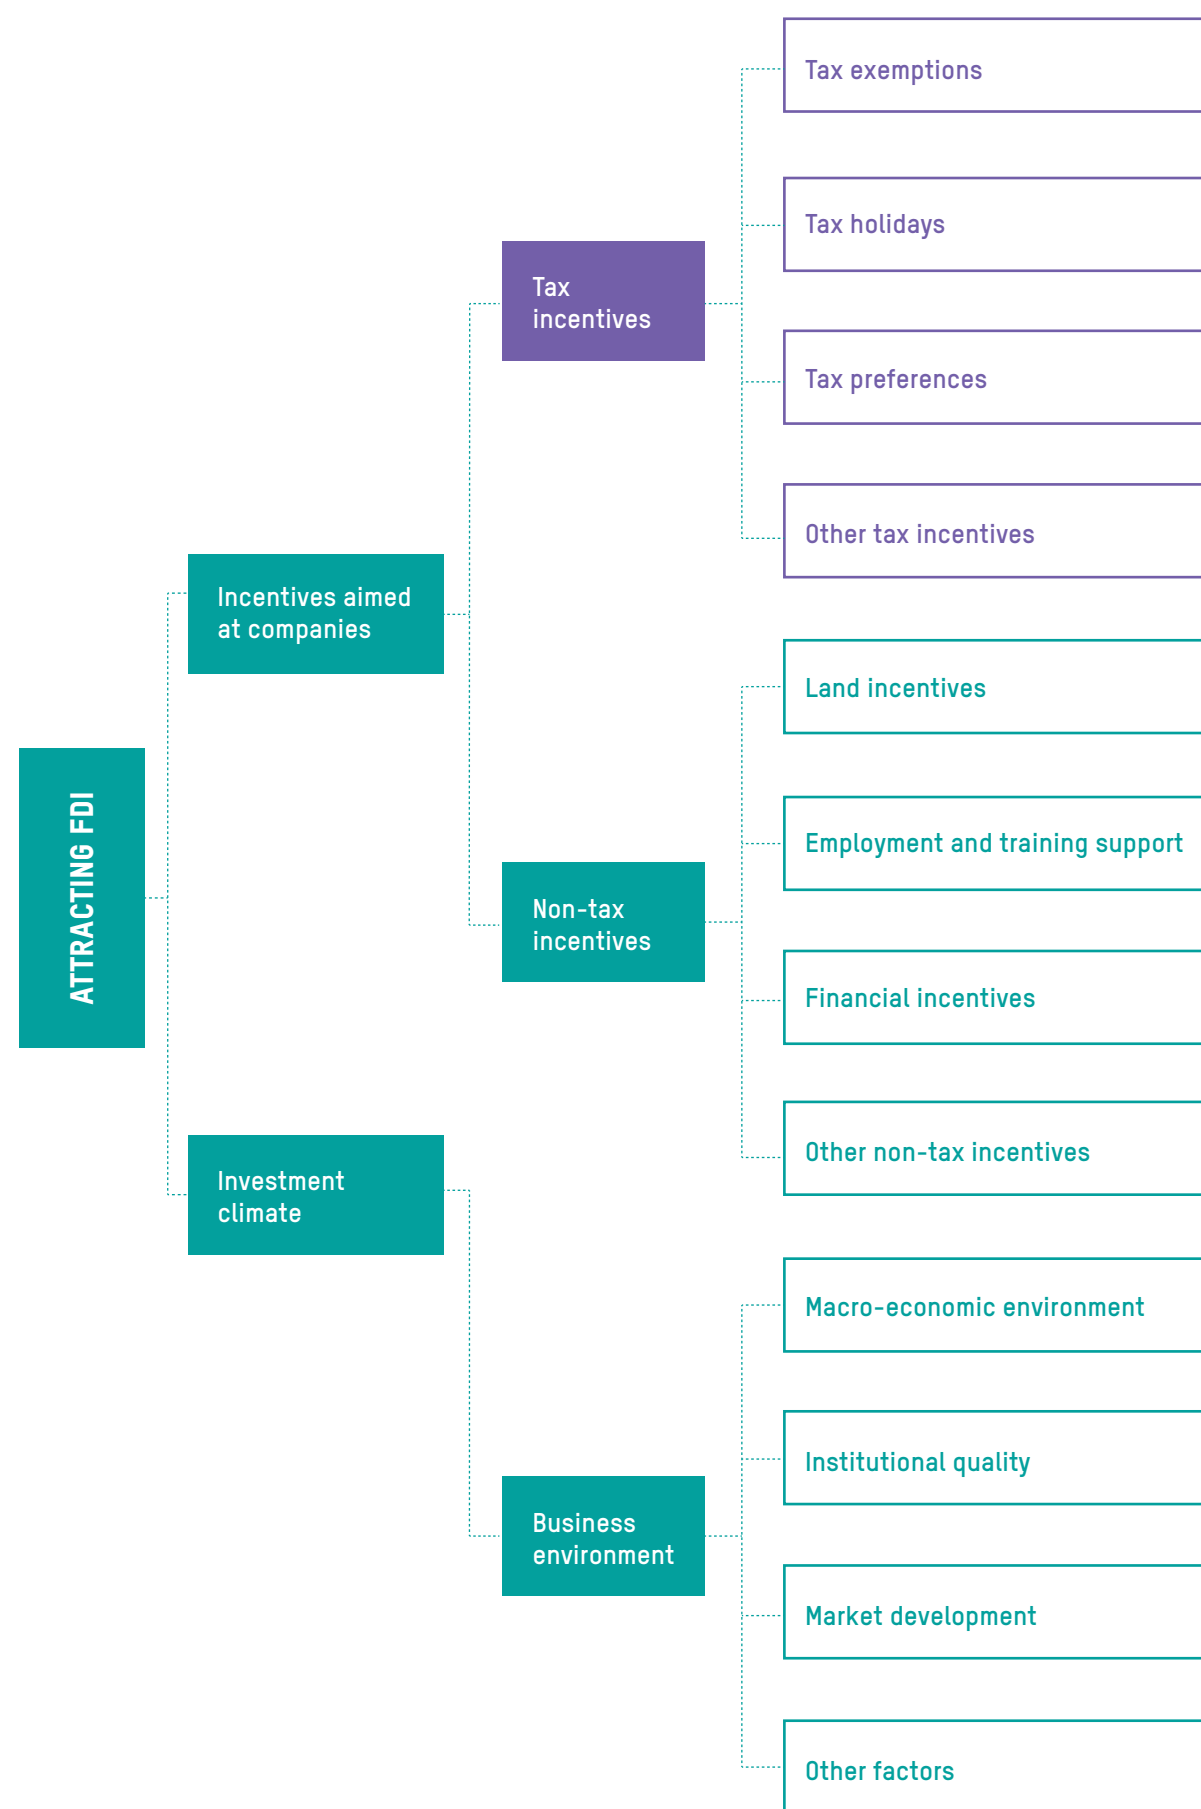 ATTRACTING FDI
Incentives aimed
at companies
Tax
incentives
Tax exemptions
Tax holidays
Tax preferences
Other tax incentives
Non-tax
incentives
Land incentives
Employment and training support
Financial incentives
Other non-tax incentives
Investment
climate
Business
environment
Macro-economic environment
Institutional quality
Market development
Other factors